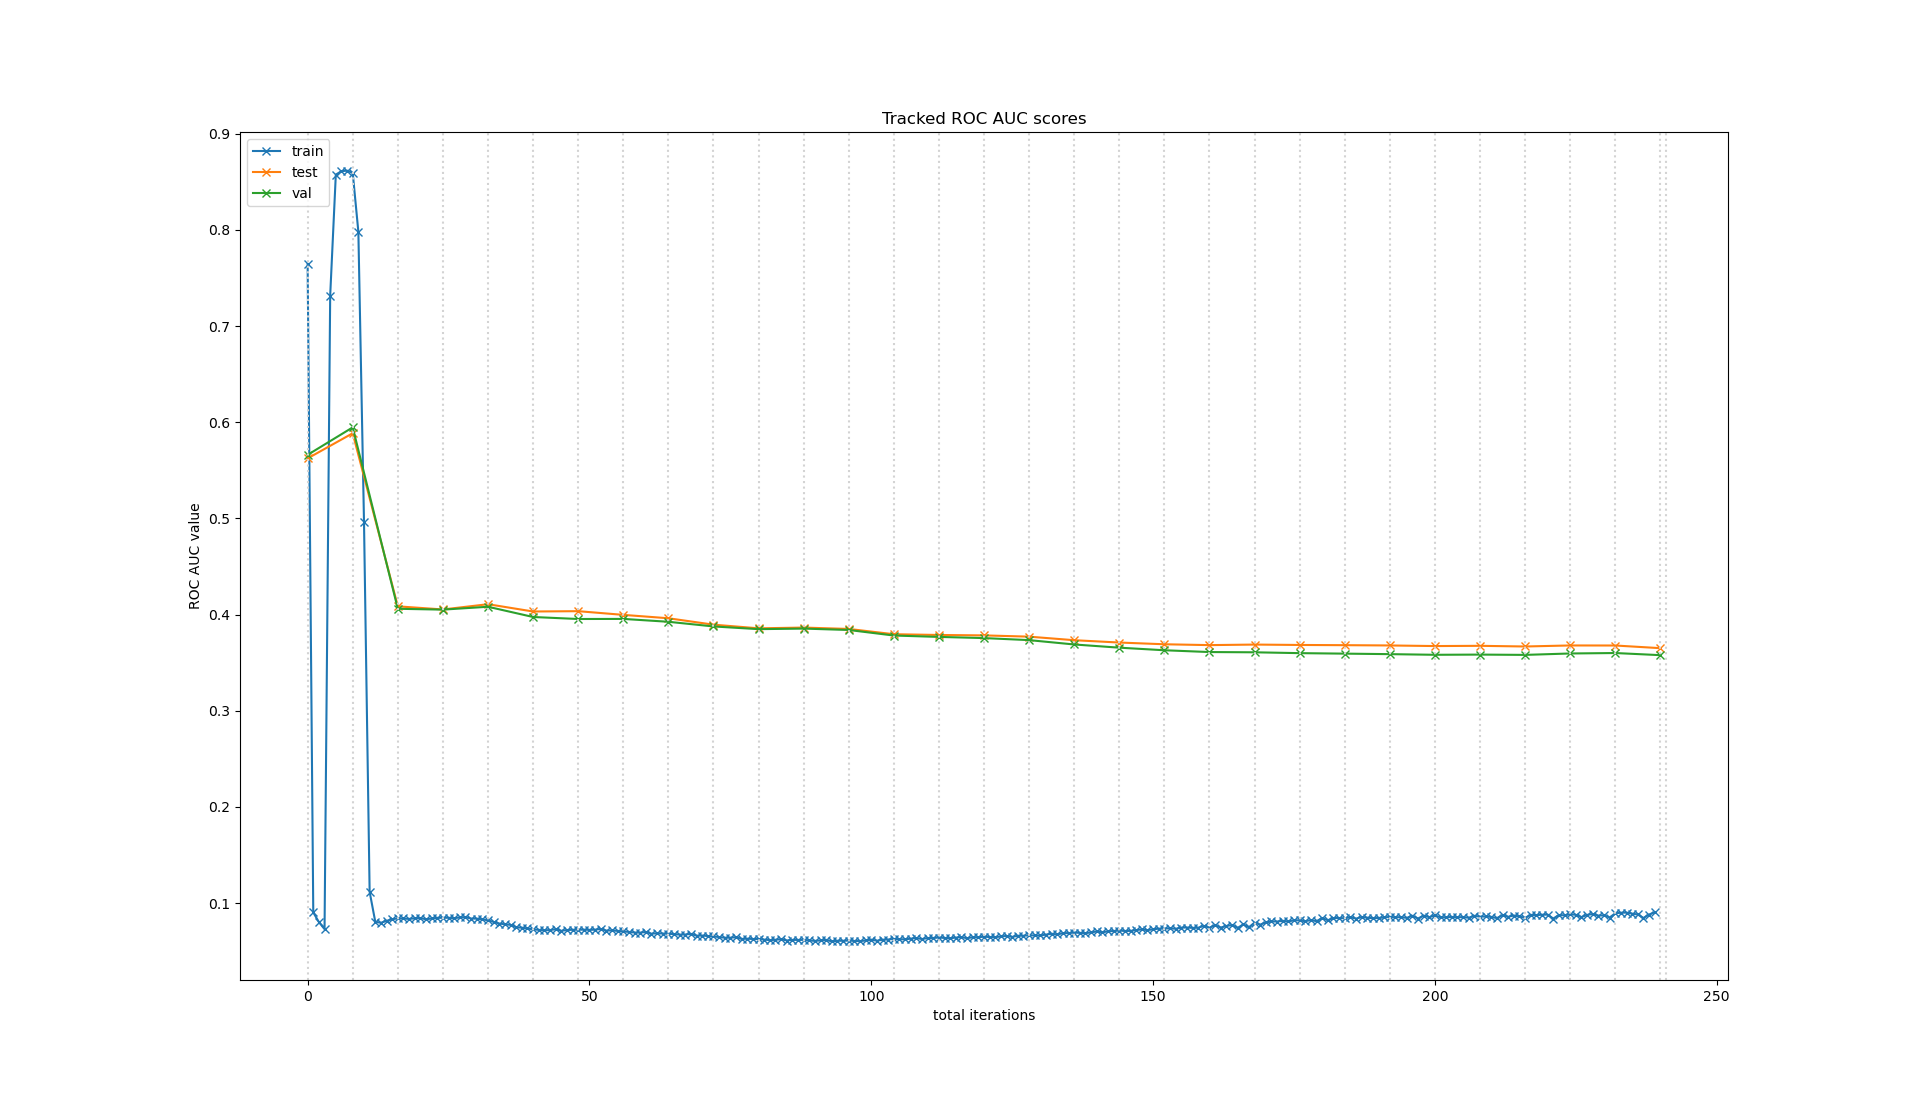 Tracked ROC AUC scores
train
test
val
ROC AUC value
0.9
0.8
0.7
0.6
0.5
0.4
0.3
0.2
0.1
0 50 100 150 200 250
total iterations